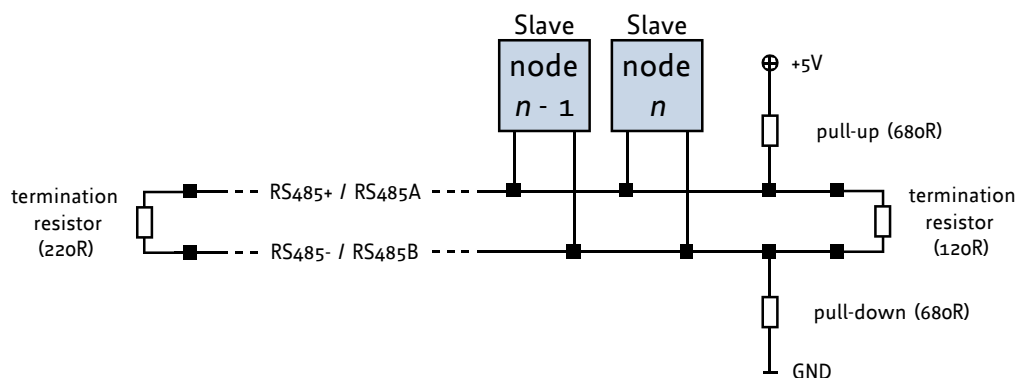 Slave Slave
node node
n - 1 n
+5V
pull-up (680R)
termination
resistor
(220R)
RS485+ / RS485A
RS485- / RS485B
termination
resistor
(120R)
pull-down (680R)
GND